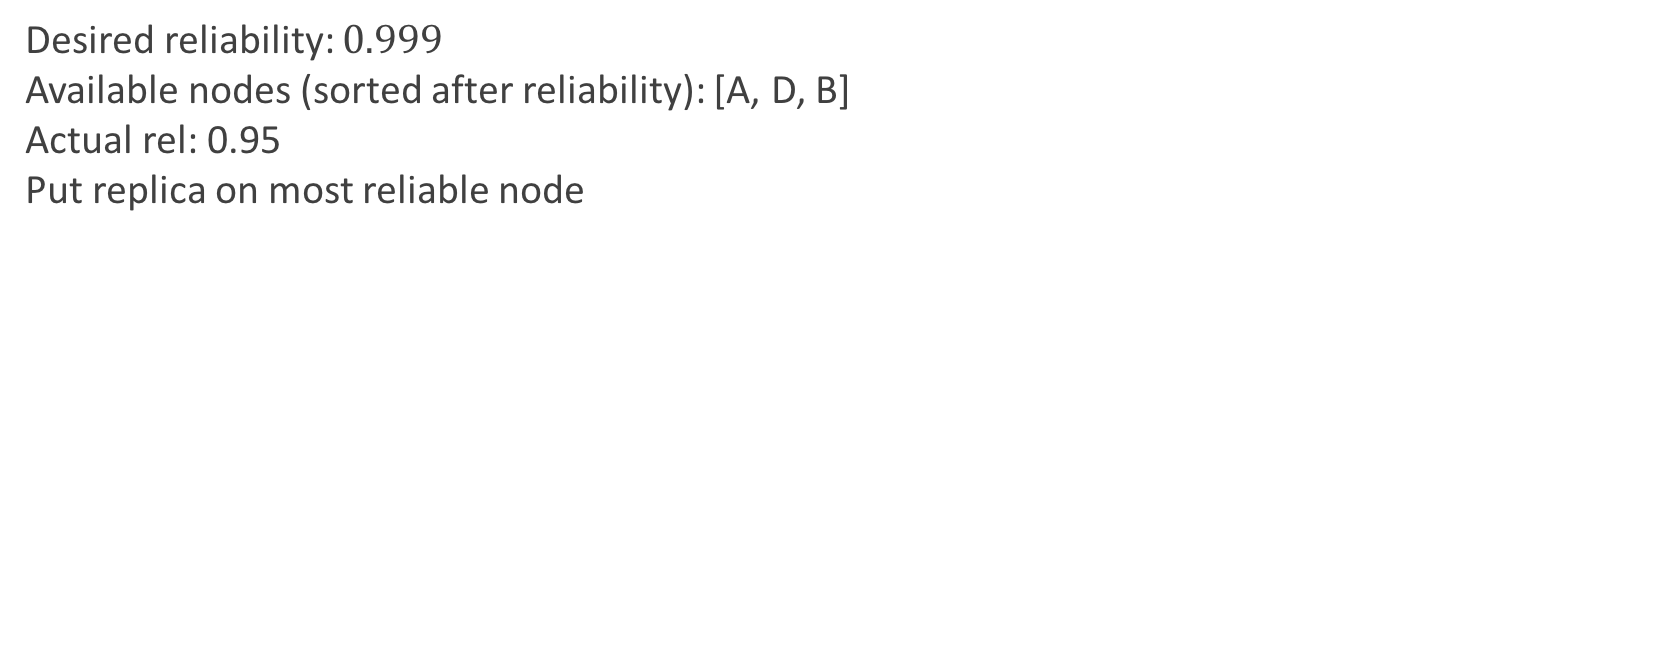 Desired reliability: 0.999
Available nodes (sorted after reliability): [A, D, B]
Actual rel: 0.95
Put replica on most reliable node